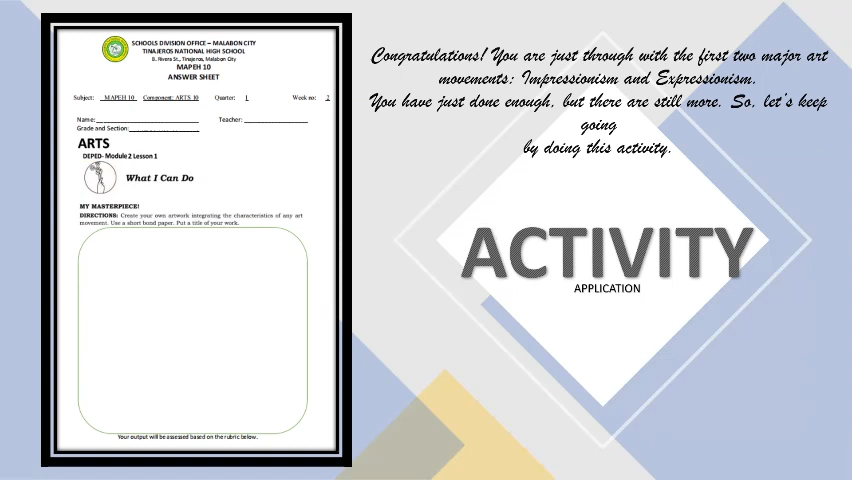 SCHOOLS DIVISION OFFICE – MALABON CITY
TINAJEROS NATIONAL HIGH SCHOOL
B. Rivera St., Tinajeros, Malabon City
MAPEH 10
ANSWER SHEET
Subject: MAPEH 10 Component: ARTS 10 Quarter: 1 Week no: 2
Name: Teacher:
Grade and Section:
ARTS
DEPED- Module 2 Lesson 1
What I Can Do
MY MASTERPIECE!
DIRECTIONS: Create your own artwork integrating the characteristics of any art
movement. Use a short bond paper. Put a title of your work.
Your output will be assessed based on the rubric below.
Congratulations! You are just through with the first two major art
movements: Impressionism and Expressionism.
You have just done enough, but there are still more. So, let's keep
going
by doing this activity.
ACTIVITY
APPLICATION